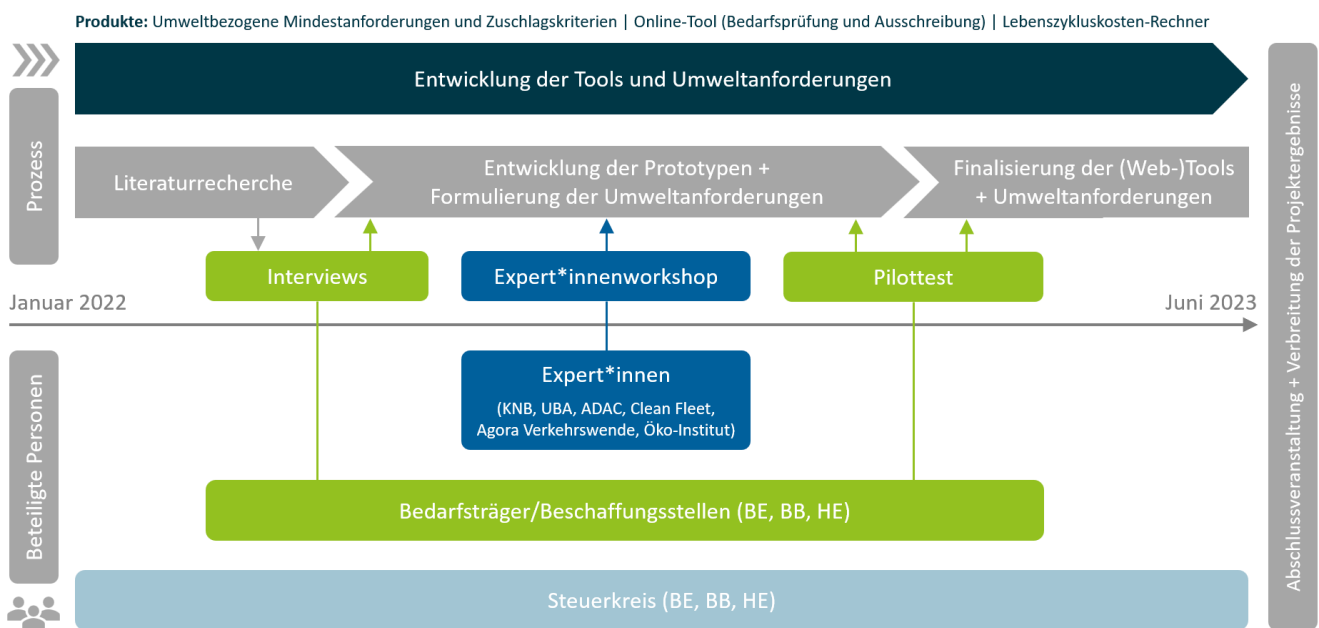 Produkte: Umweltbezogene Mindestanforderungen und Zuschlagskriterien | Online-Tool (Bedarfsprüfung und Ausschreibung) | Lebenszykluskosten-Rechner
Entwicklung der Tools und Umweltanforderungen
Prozess
Literaturrecherche
Entwicklung der Prototypen +
Formulierung der Umweltanforderungen
Finalisierung der (Web-)Tools
+ Umweltanforderungen
Interviews
Expert*innenworkshop
Pilottest
Januar 2022
Juni 2023
Beteiligte Personen
Expert*innen
(KNB, UBA, ADAC, Clean Fleet,
Agora Verkehrswende, Öko-Institut)
Bedarfsträger/Beschaffungsstellen (BE, BB, HE)
Steuerkreis (BE, BB, HE)
Abschlussveranstaltung + Verbreitung der Projektergebnisse